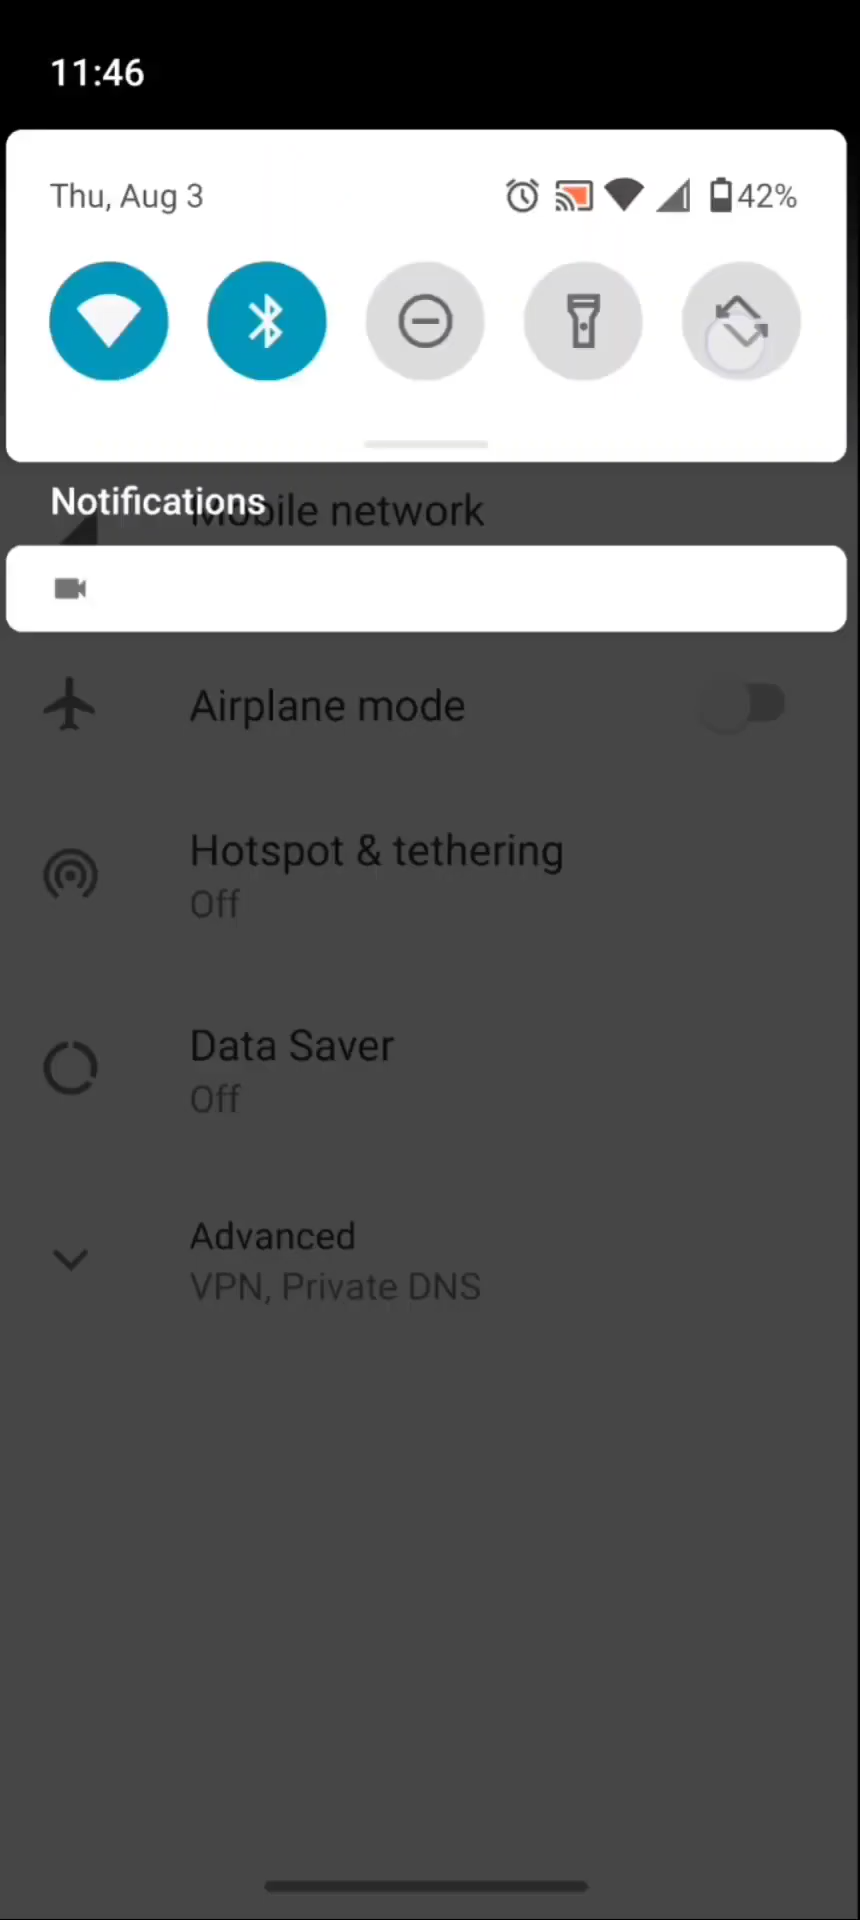 11:46
Thu, Aug 3
42%
Notifications
Mobile network
Airplane mode
Hotspot & tethering
Off
Data Saver
Off
Advanced
VPN, Private DNS